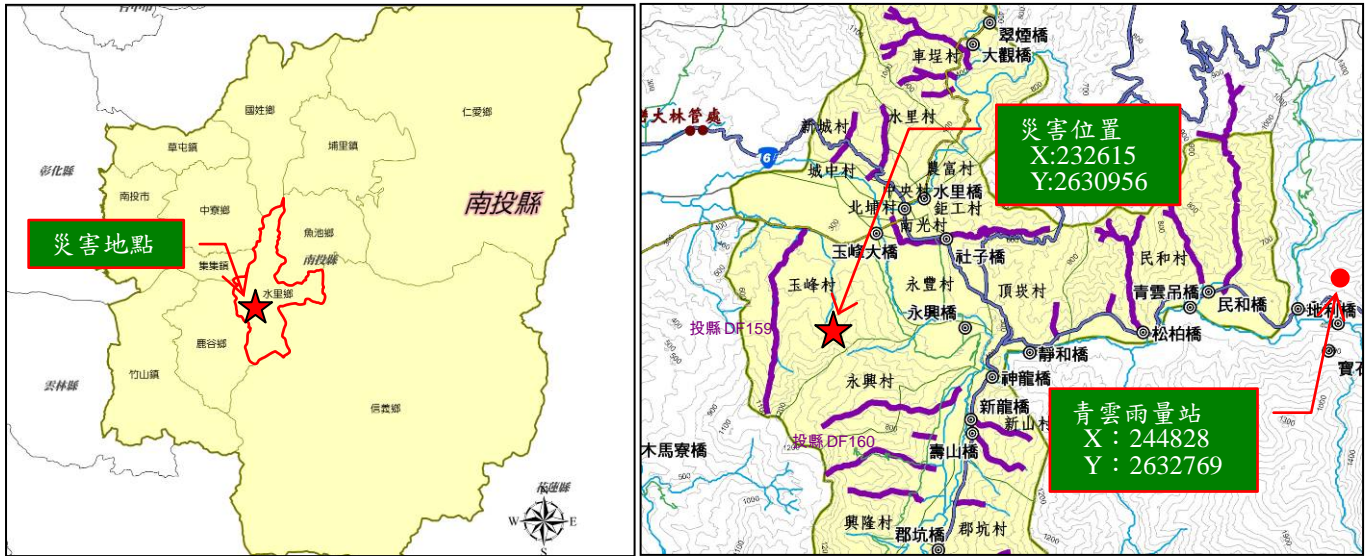 國姓鄉
仁愛鄉
草屯鎮
埔里鎮
彰化縣
南投市
中寮鄉
南投縣
魚池鄉
災害地點
南投縣
集集鎮
水里鄉
鹿谷鄉
雲林縣
竹山鎮
信義鄉
花蓮縣
N
W
E
S
翠煙橋
大觀橋
車埕村
大林管處
新城村
水里村
災害位置
X:232615
Y:2630956
16
城中村
農富村
中央村
水里橋
北埔村
鉅工村
南光村
玉峰大橋
社子橋
民和村
玉峰村
永豐村
頂崁村
青雲吊橋
民和橋
地利橋
投縣DF159
永興橋
松柏橋
靜和橋
永興村
神龍橋
新龍橋
新山村
青雲雨量站
X：244828
Y：2632769
投縣DF160
壽山橋
木馬寮橋
興隆村
郡坑村
郡坑橋